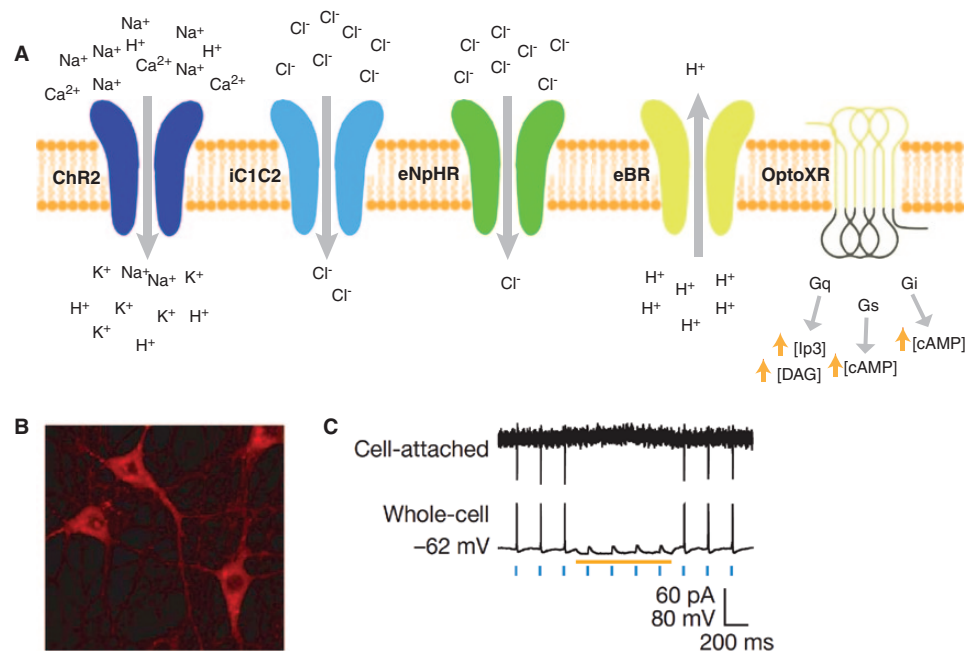 A
Na⁺
Na⁺
H⁺
Na⁺
H⁺
Na⁺
Ca²⁺
Na⁺
Ca²⁺
Na⁺
Ca²⁺
Cl⁻
Cl⁻
Cl⁻
Cl⁻
Cl⁻
Cl⁻
Cl⁻
Cl⁻
Cl⁻
Cl⁻
Cl⁻
Cl⁻
Cl⁻
Cl⁻
H⁺
ChR2
iC1C2
eNpHR
eBR
OptoXR
K⁺
Na⁺
Na⁺
K⁺
H⁺
K⁺
K⁺
H⁺
K⁺
H⁺
Cl⁻
Cl⁻
Cl⁻
H⁺
H⁺
H⁺
H⁺
H⁺
H⁺
Gq
Gs
Gi
[Ip3]
[DAG]
[cAMP]
[cAMP]
B
C
Cell-attached
Whole-cell
–62 mV
60 pA
80 mV
200 ms